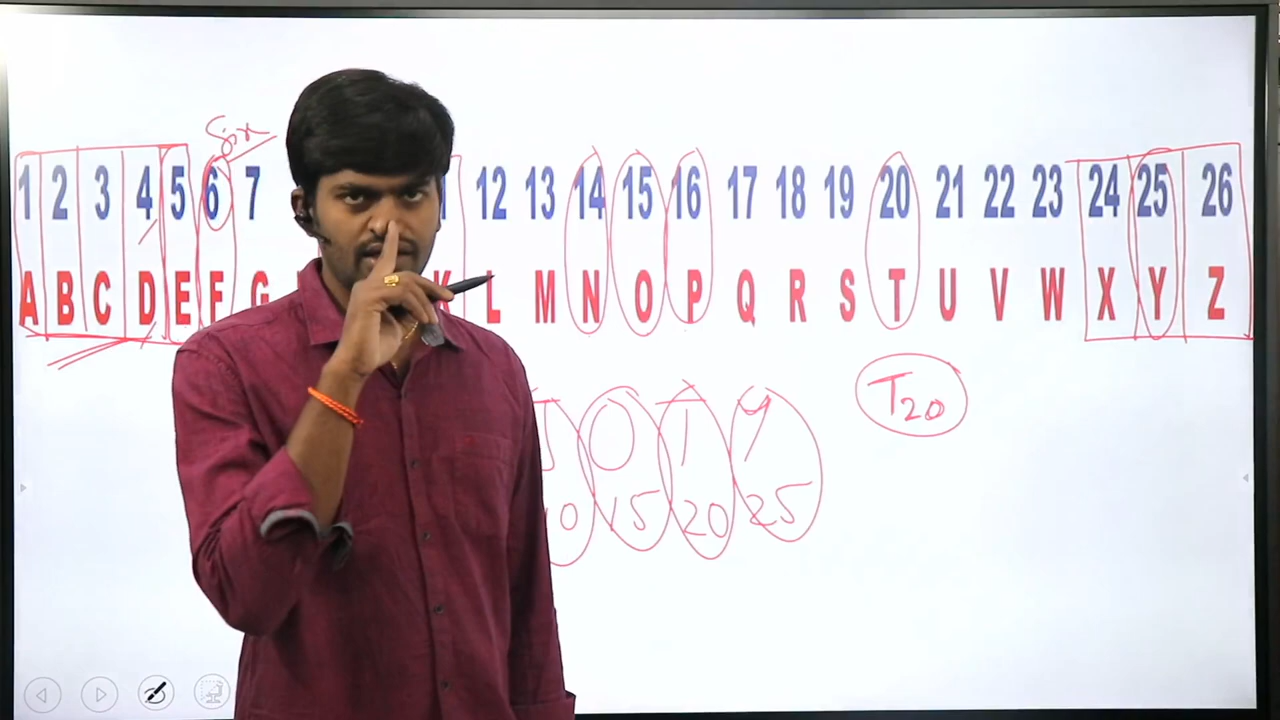 Six
1 2 3 4 5 6 7 12 13 14 15 16 17 18 19 20 21 22 23 24 25 26
A B C D E F G K L M N O P Q R S T U V W X Y Z
J O T Y
T20
10 15 20 25